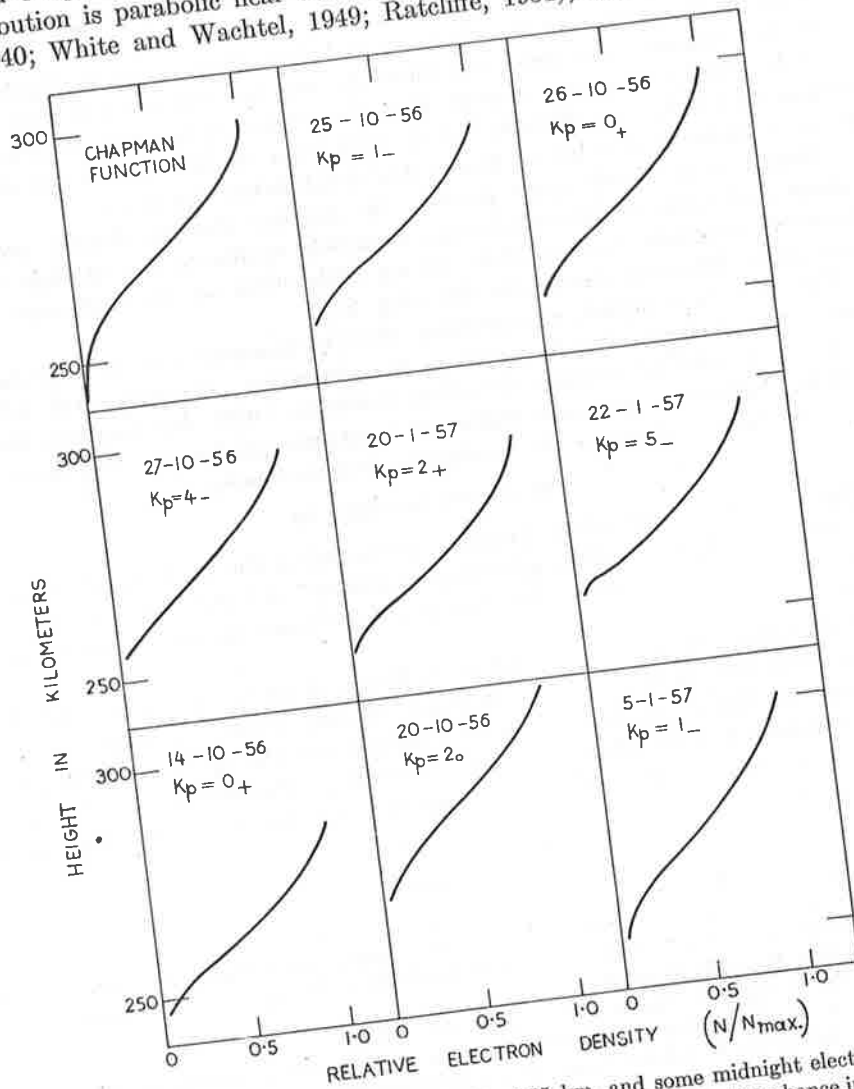 bution is parabolic
40; White and Wachtel, 1949; Ratcliffe,
300
CHAPMAN
FUNCTION
250
25-10-56
Kp = 1-
26-10-56
Kp = 0+
300
27-10-56
Kp=4-
250
20-1-57
Kp=2+
22-1-57
Kp = 5-
HEIGHT IN KILOMETERS
300
14-10-56
Kp = 0+
250
20-10-56
Kp=2o
5-1-57
Kp = 1-
0 0·5 1·0 0 0·5 1·0 0 0·5 1·0
RELATIVE ELECTRON DENSITY (N/Nmax.)
km, and some midnight elect